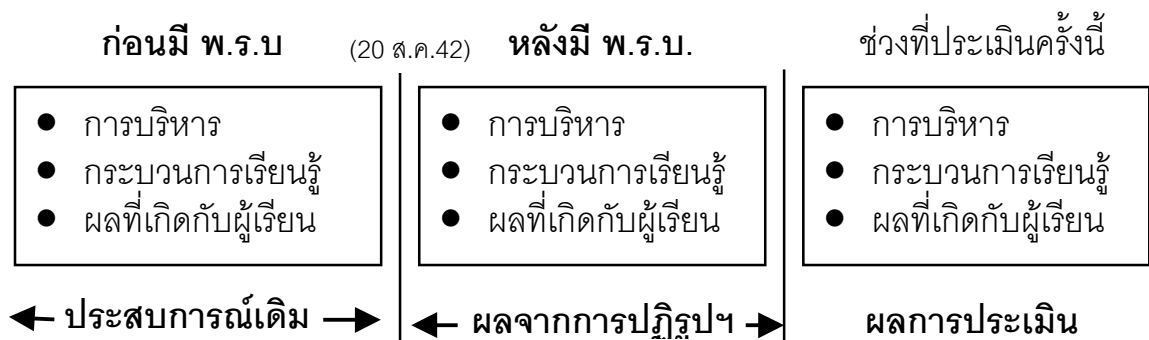 ก่อนมี พ.ร.บ (20 ส.ค.42) หลังมี พ.ร.บ. ช่วงที่ประเมินครั้งนี้
● การบริหาร
● กระบวนการเรียนรู้
● ผลที่เกิดกับผู้เรียน
● การบริหาร
● กระบวนการเรียนรู้
● ผลที่เกิดกับผู้เรียน
● การบริหาร
● กระบวนการเรียนรู้
● ผลที่เกิดกับผู้เรียน
ประสบการณ์เดิม ผลจากการปฏิรูปฯ ผลการประเมิน